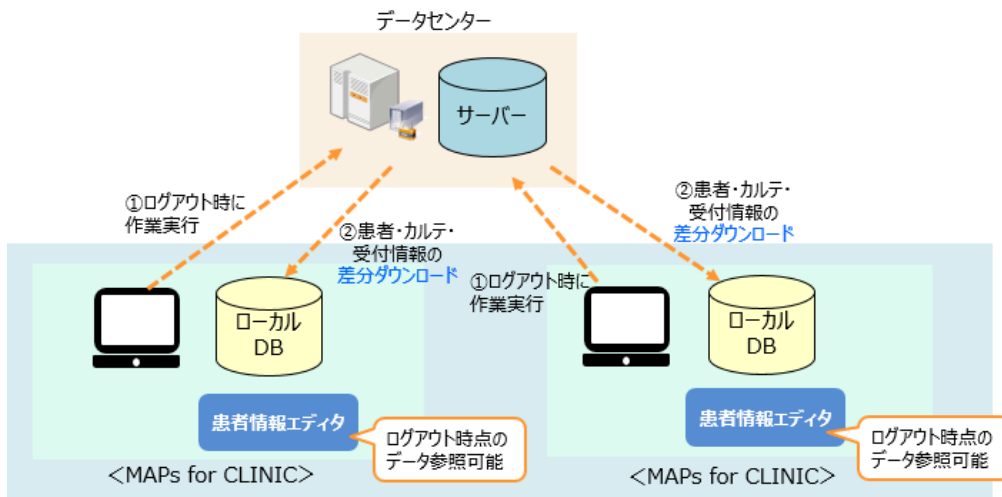 データセンター
サーバー
①ログアウト時に
作業実行
②患者・カルテ・
受付情報の
差分ダウンロード
①ログアウト時に
作業実行
②患者・カルテ・
受付情報の
差分ダウンロード
ローカル
DB
患者情報エディタ
ログアウト時点の
データ参照可能
<MAPs for CLINIC>
ローカル
DB
患者情報エディタ
ログアウト時点の
データ参照可能
<MAPs for CLINIC>